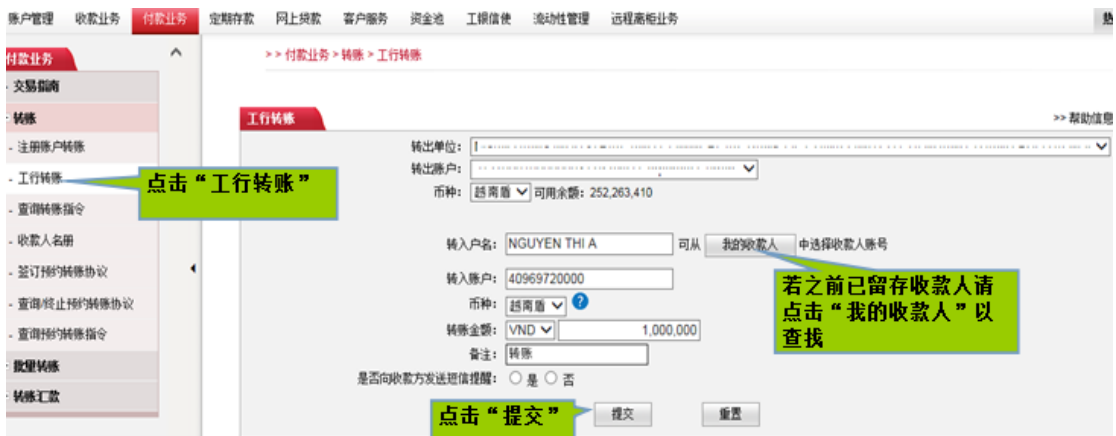 账户管理 收款业务 付款业务 定期存款 网上贷款 客户服务 资金池 工银信使 流动性管理 远程高柜业务
付款业务
>> 付款业务 > 转账 > 工行转账
交易指南
转账
工行转账
>> 帮助信息
- 注册账户转账
转出单位：
转出账户：
- 工行转账
点击“工行转账”
币种： 越南盾 可用余额：252,263,410
- 查询转账指令
- 收款人名册
转入户名： NGUYEN THI A 可从 我的收款人 中选择收款人账号
- 签订预约转账协议
转入账户： 40969720000
若之前已留存收款人请
点击“我的收款人”以
查找
- 查询/终止预约转账协议
币种： 越南盾 ?
- 查询预约转账指令
转账金额： VND 1,000,000
备注： 转账
批量转账
是否向收款方发送短信提醒： 是 否
转账汇款
点击“提交”
提交 重置